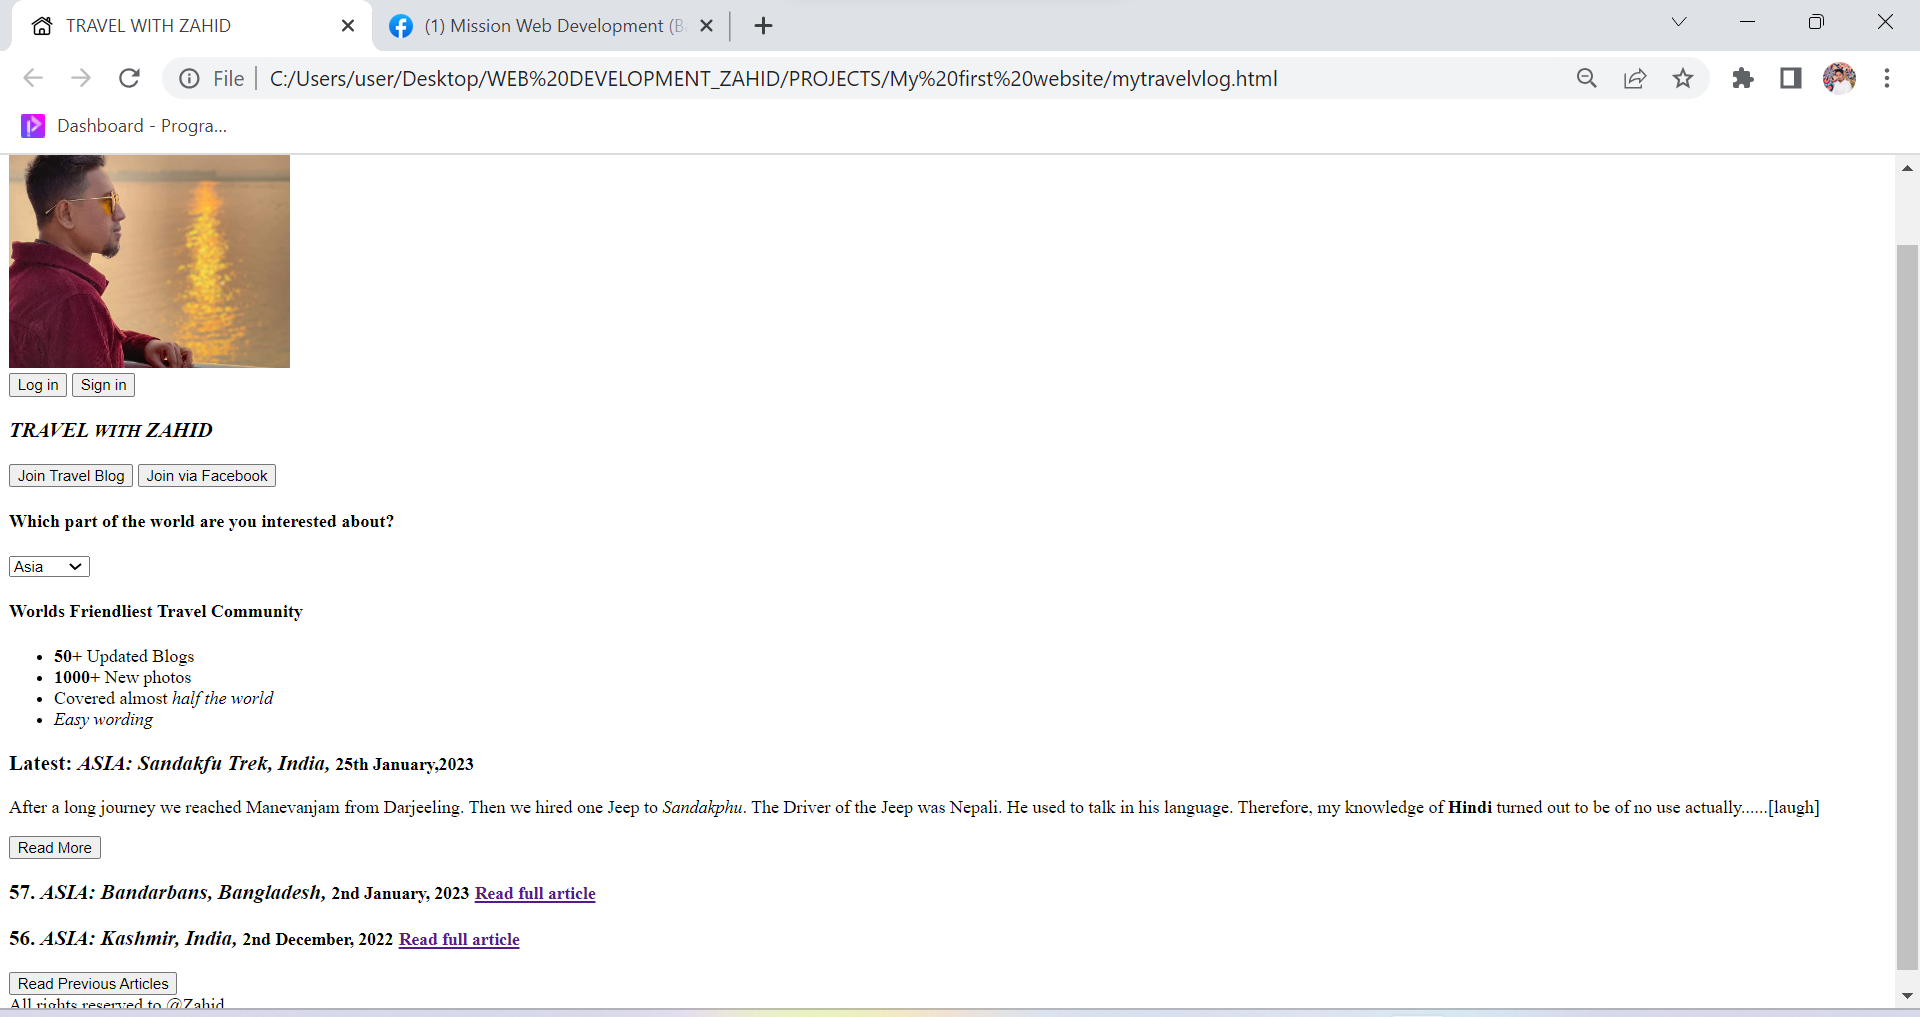 TRAVEL WITH ZAHID
(1) Mission Web Development (B
File
C:/Users/user/Desktop/WEB%20DEVELOPMENT_ZAHID/PROJECTS/My%20first%20website/mytravelvlog.html
Dashboard - Progra...
Log in Sign in
TRAVEL WITH ZAHID
Join Travel Blog Join via Facebook
Which part of the world are you interested about?
Asia
Worlds Friendliest Travel Community
• 50+ Updated Blogs
• 1000+ New photos
• Covered almost half the world
• Easy wording
Latest: ASIA: Sandakfu Trek, India, 25th January,2023
After a long journey we reached Manevanjam from Darjeeling. Then we hired one Jeep to Sandakphu. The Driver of the Jeep was Nepali. He used to talk in his language. Therefore, my knowledge of Hindi turned out to be of no use actually......[laugh]
Read More
57. ASIA: Bandarbans, Bangladesh, 2nd January, 2023 Read full article
56. ASIA: Kashmir, India, 2nd December, 2022 Read full article
Read Previous Articles
All rights reserved to @Zahid